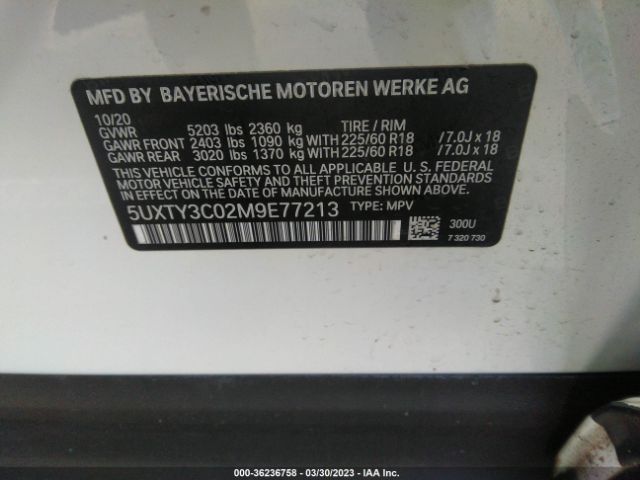 MFD BY BAYERISCHE MOTOREN WERKE AG
10/20
GVWR 5203 lbs 2360 kg TIRE / RIM
GAWR FRONT 2403 lbs 1090 kg WITH 225/60 R18 / 7.0J x 18
GAWR REAR 3020 lbs 1370 kg WITH 225/60 R18 / 7.0J x 18
THIS VEHICLE CONFORMS TO ALL APPLICABLE U. S. FEDERAL
MOTOR VEHICLE SAFETY AND THEFT PREVENTION STANDARDS
IN EFFECT ON THE DATE OF MANUFACTURE SHOWN ABOVE.
5UXTY3C02M9E77213 TYPE: MPV
300U
7 320 730
000-36236758 — 03/30/2023 — IAA Inc.